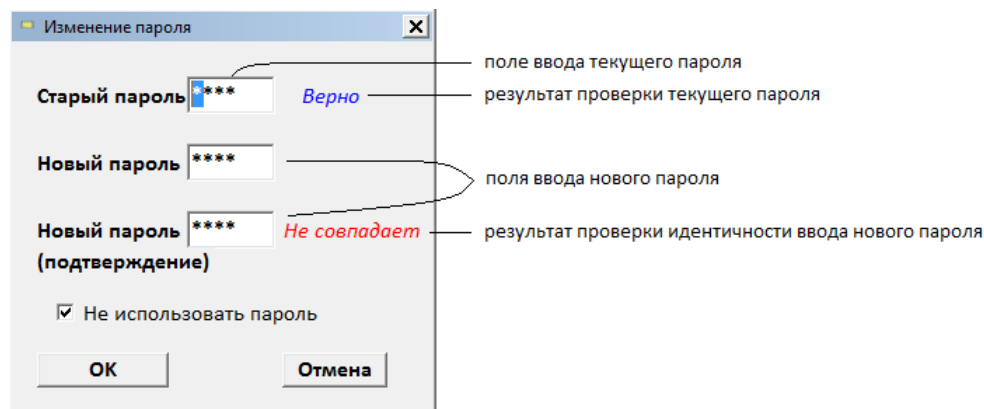 Изменение пароля
поле ввода текущего пароля
Старый пароль **** Верно
результат проверки текущего пароля
Новый пароль ****
поля ввода нового пароля
Новый пароль **** Не совпадает
результат проверки идентичности ввода нового пароля
(подтверждение)
Не использовать пароль
ОК Отмена